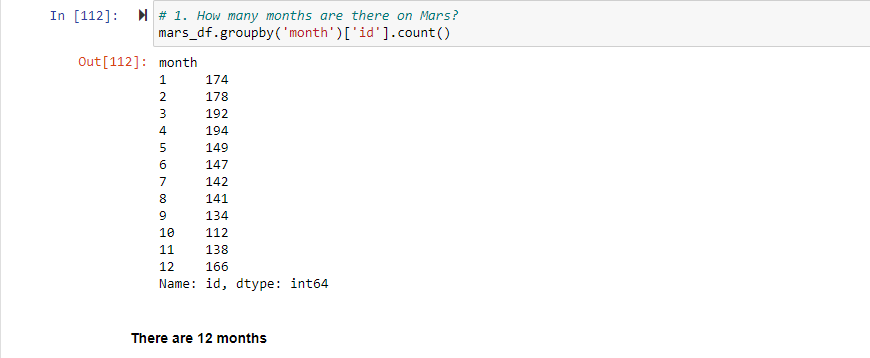 In [112]: # 1. How many months are there on Mars?
mars_df.groupby('month')['id'].count()
Out[112]: month
1 174
2 178
3 192
4 194
5 149
6 147
7 142
8 141
9 134
10 112
11 138
12 166
Name: id, dtype: int64
There are 12 months